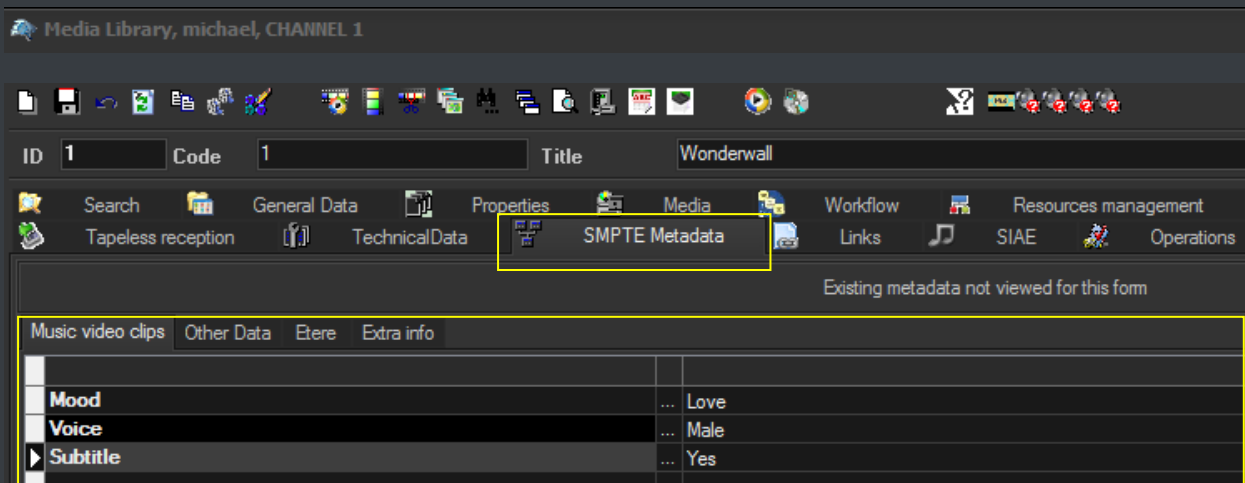 Media Library, michael, CHANNEL 1
ID 1 Code 1 Title Wonderwall
Search General Data Properties Media Workflow Resources management
Tapeless reception TechnicalData SMPTE Metadata Links SIAE Operations
Existing metadata not viewed for this form
Music video clips Other Data Etere Extra info
Mood ... Love
Voice ... Male
Subtitle ... Yes